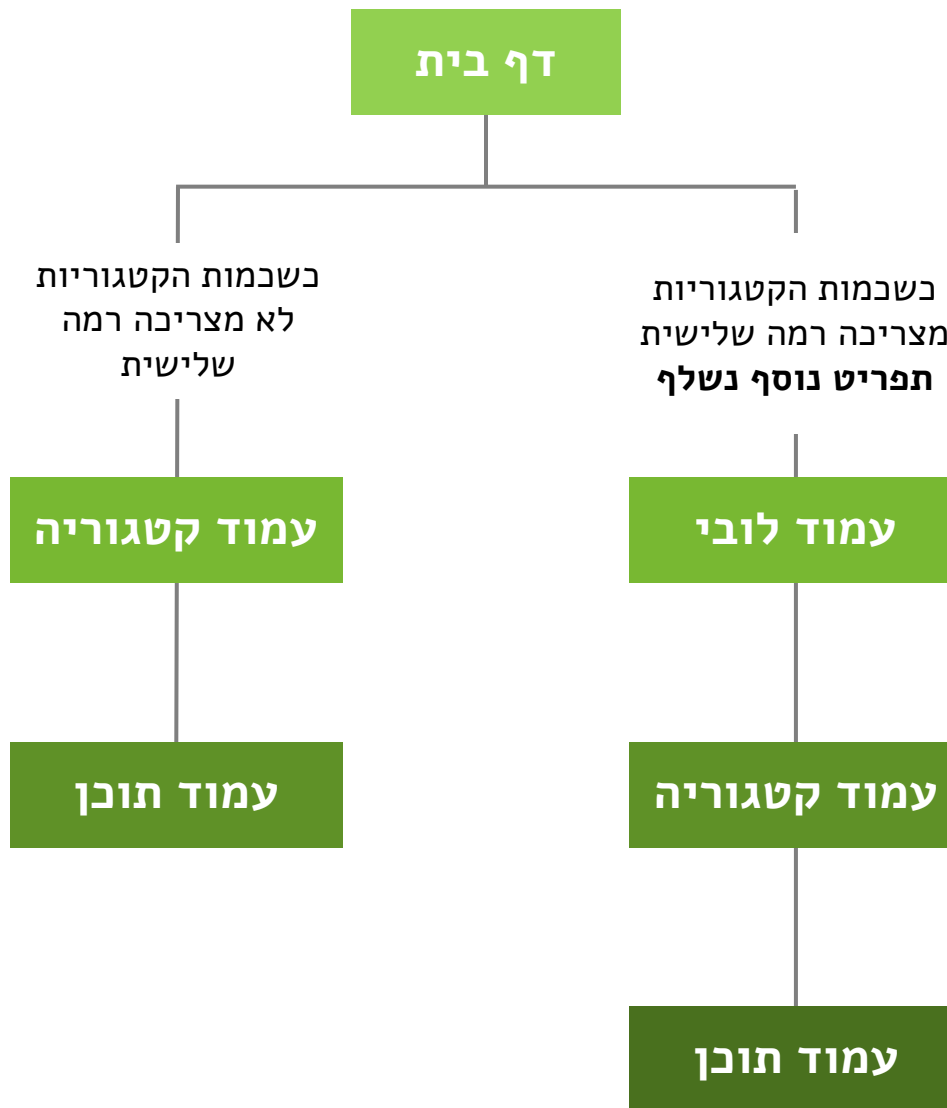 דף בית
כשכמות הקטגוריות
מצריכה רמה שלישית
תפריט נוסף נשלף
עמוד לובי
עמוד קטגוריה
עמוד תוכן
כשכמות הקטגוריות
לא מצריכה רמה
שלישית
עמוד קטגוריה
עמוד תוכן